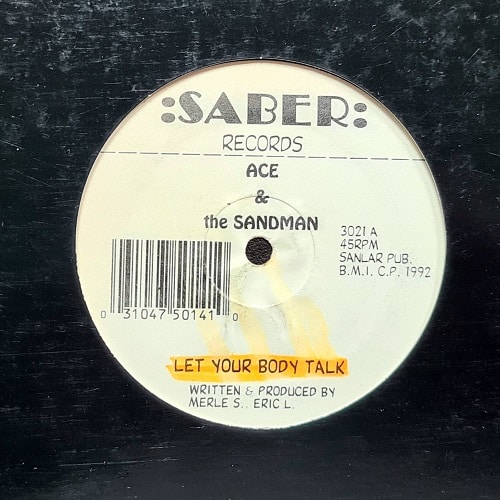 :SABER:
RECORDS
ACE
&
the SANDMAN
3021 A
45RPM
SANLAR PUB.
B.M.I. C.P. 1992
0 31047 50141 0
LET YOUR BODY TALK
WRITTEN & PRODUCED BY
MERLE S., ERIC L.